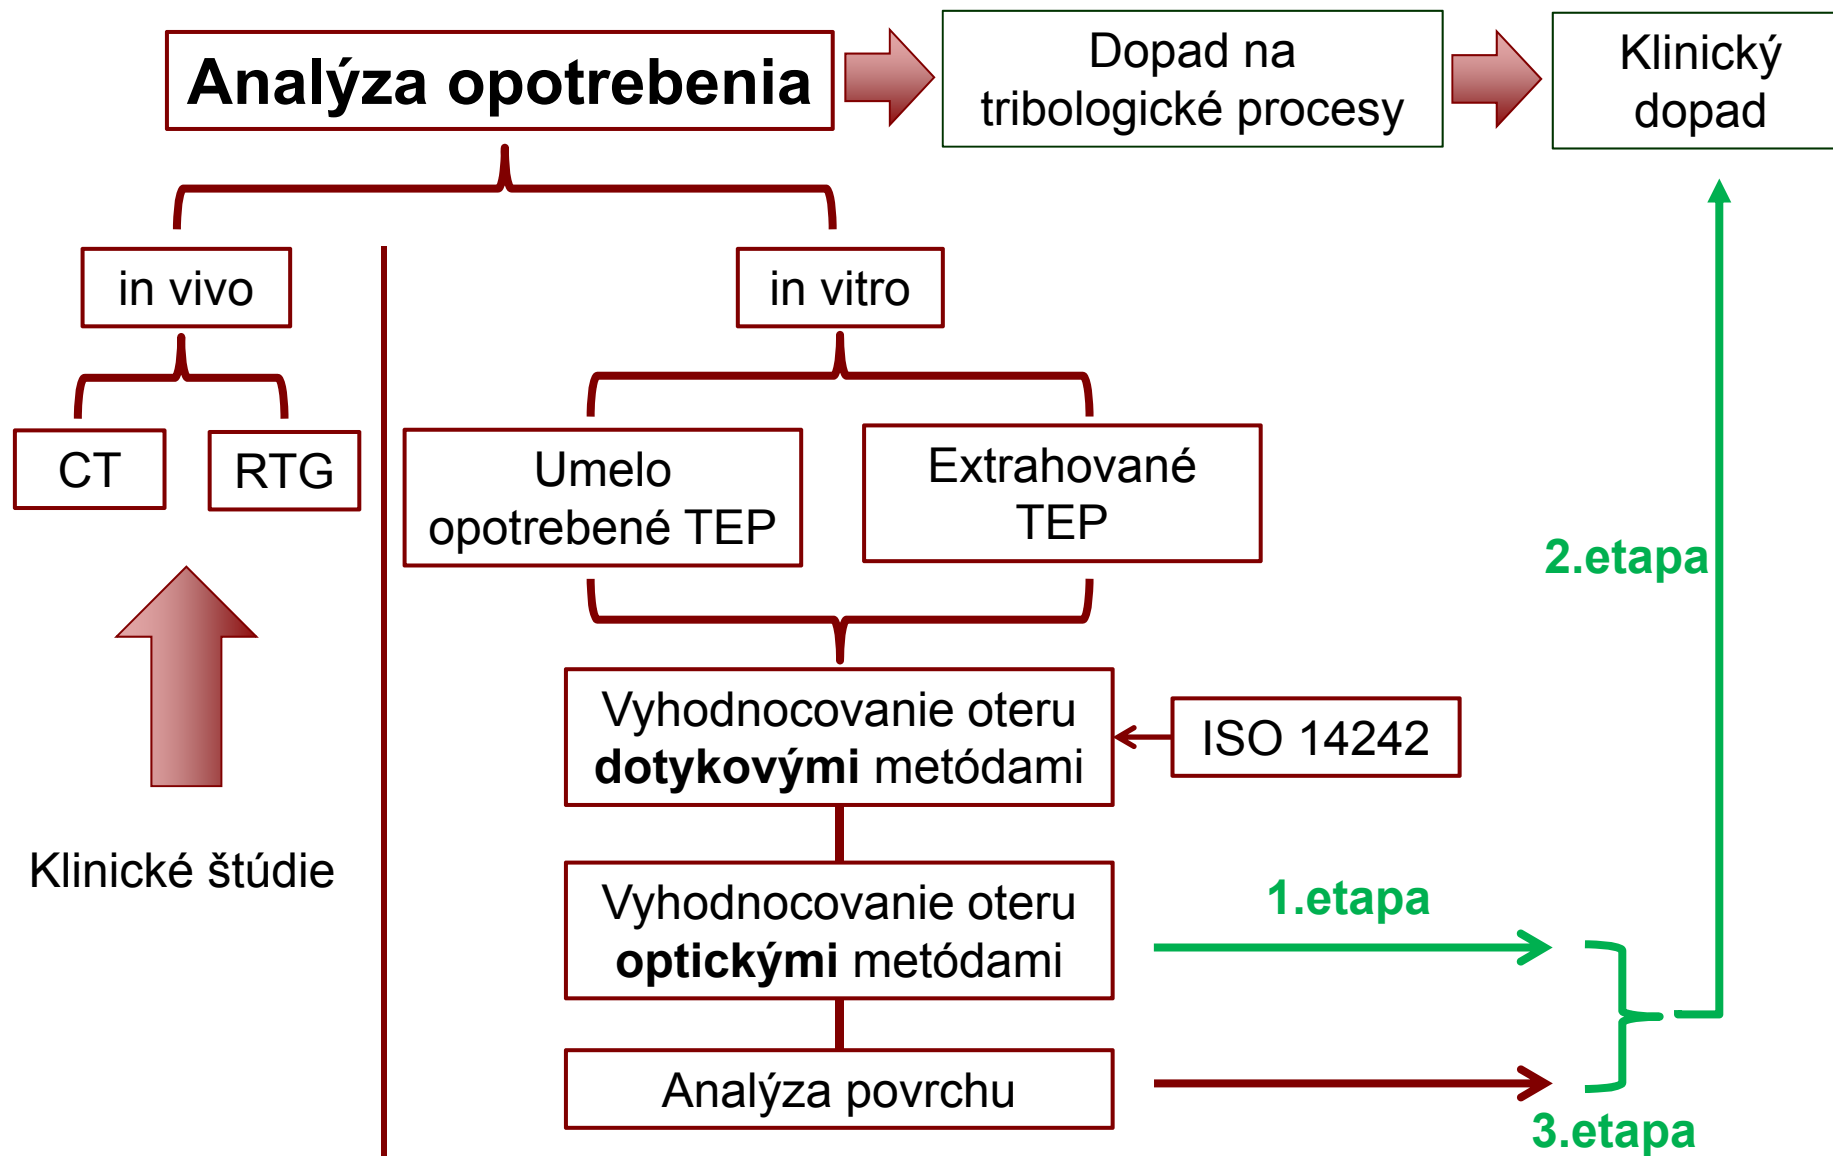 Analýza opotrebenia
Dopad na
tribologické procesy
Klinický
dopad
in vivo
in vitro
CT
RTG
Umelo
opotrebené TEP
Extrahované
TEP
2.etapa
Vyhodnocovanie oteru
dotykovými metódami
ISO 14242
Klinické štúdie
Vyhodnocovanie oteru
optickými metódami
1.etapa
Analýza povrchu
3.etapa